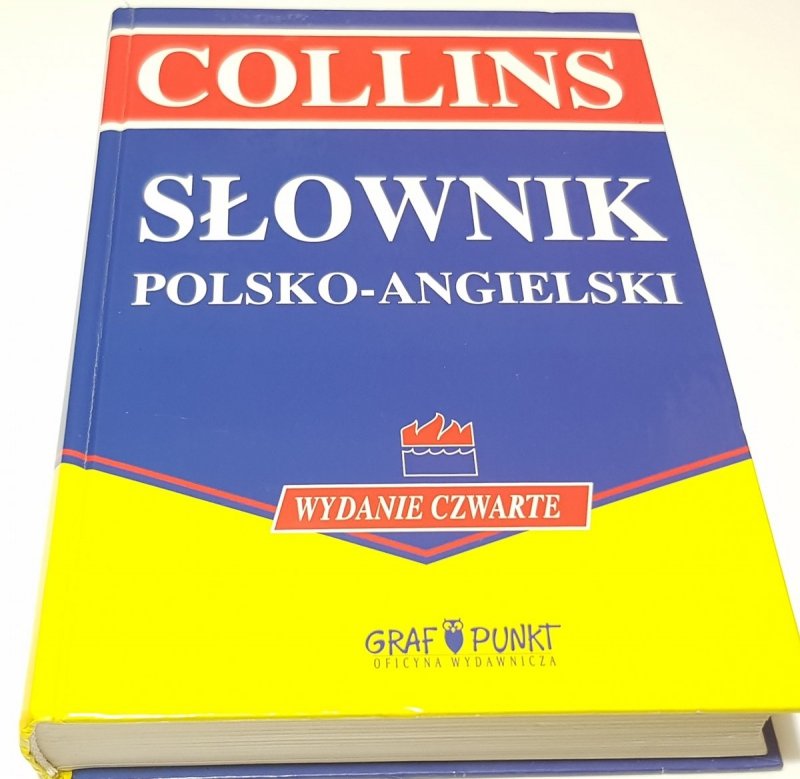 COLLINS
SŁOWNIK
POLSKO-ANGIELSKI
WYDANIE CZWARTE
GRAF PUNKT
OFICYNA WYDAWNICZA